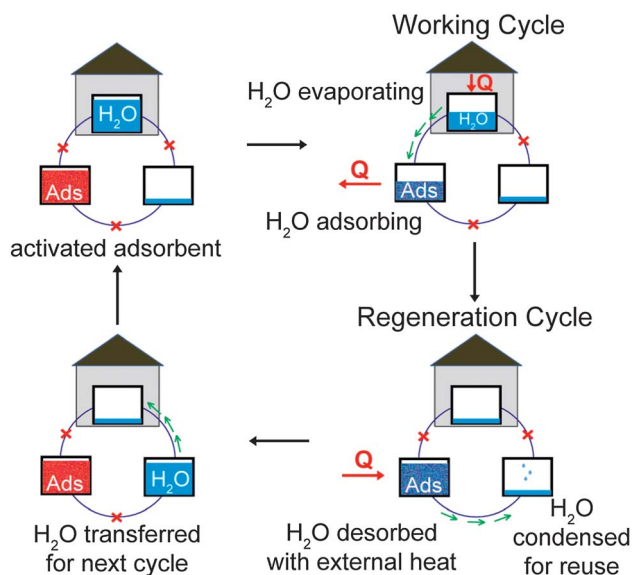 Working Cycle
H₂O
Ads
activated adsorbent
H₂O evaporating
Q
H₂O
Q
Ads
H₂O adsorbing
Regeneration Cycle
Q
Ads
H₂O desorbed
with external heat
H₂O
condensed
for reuse
Ads
H₂O
H₂O transferred
for next cycle